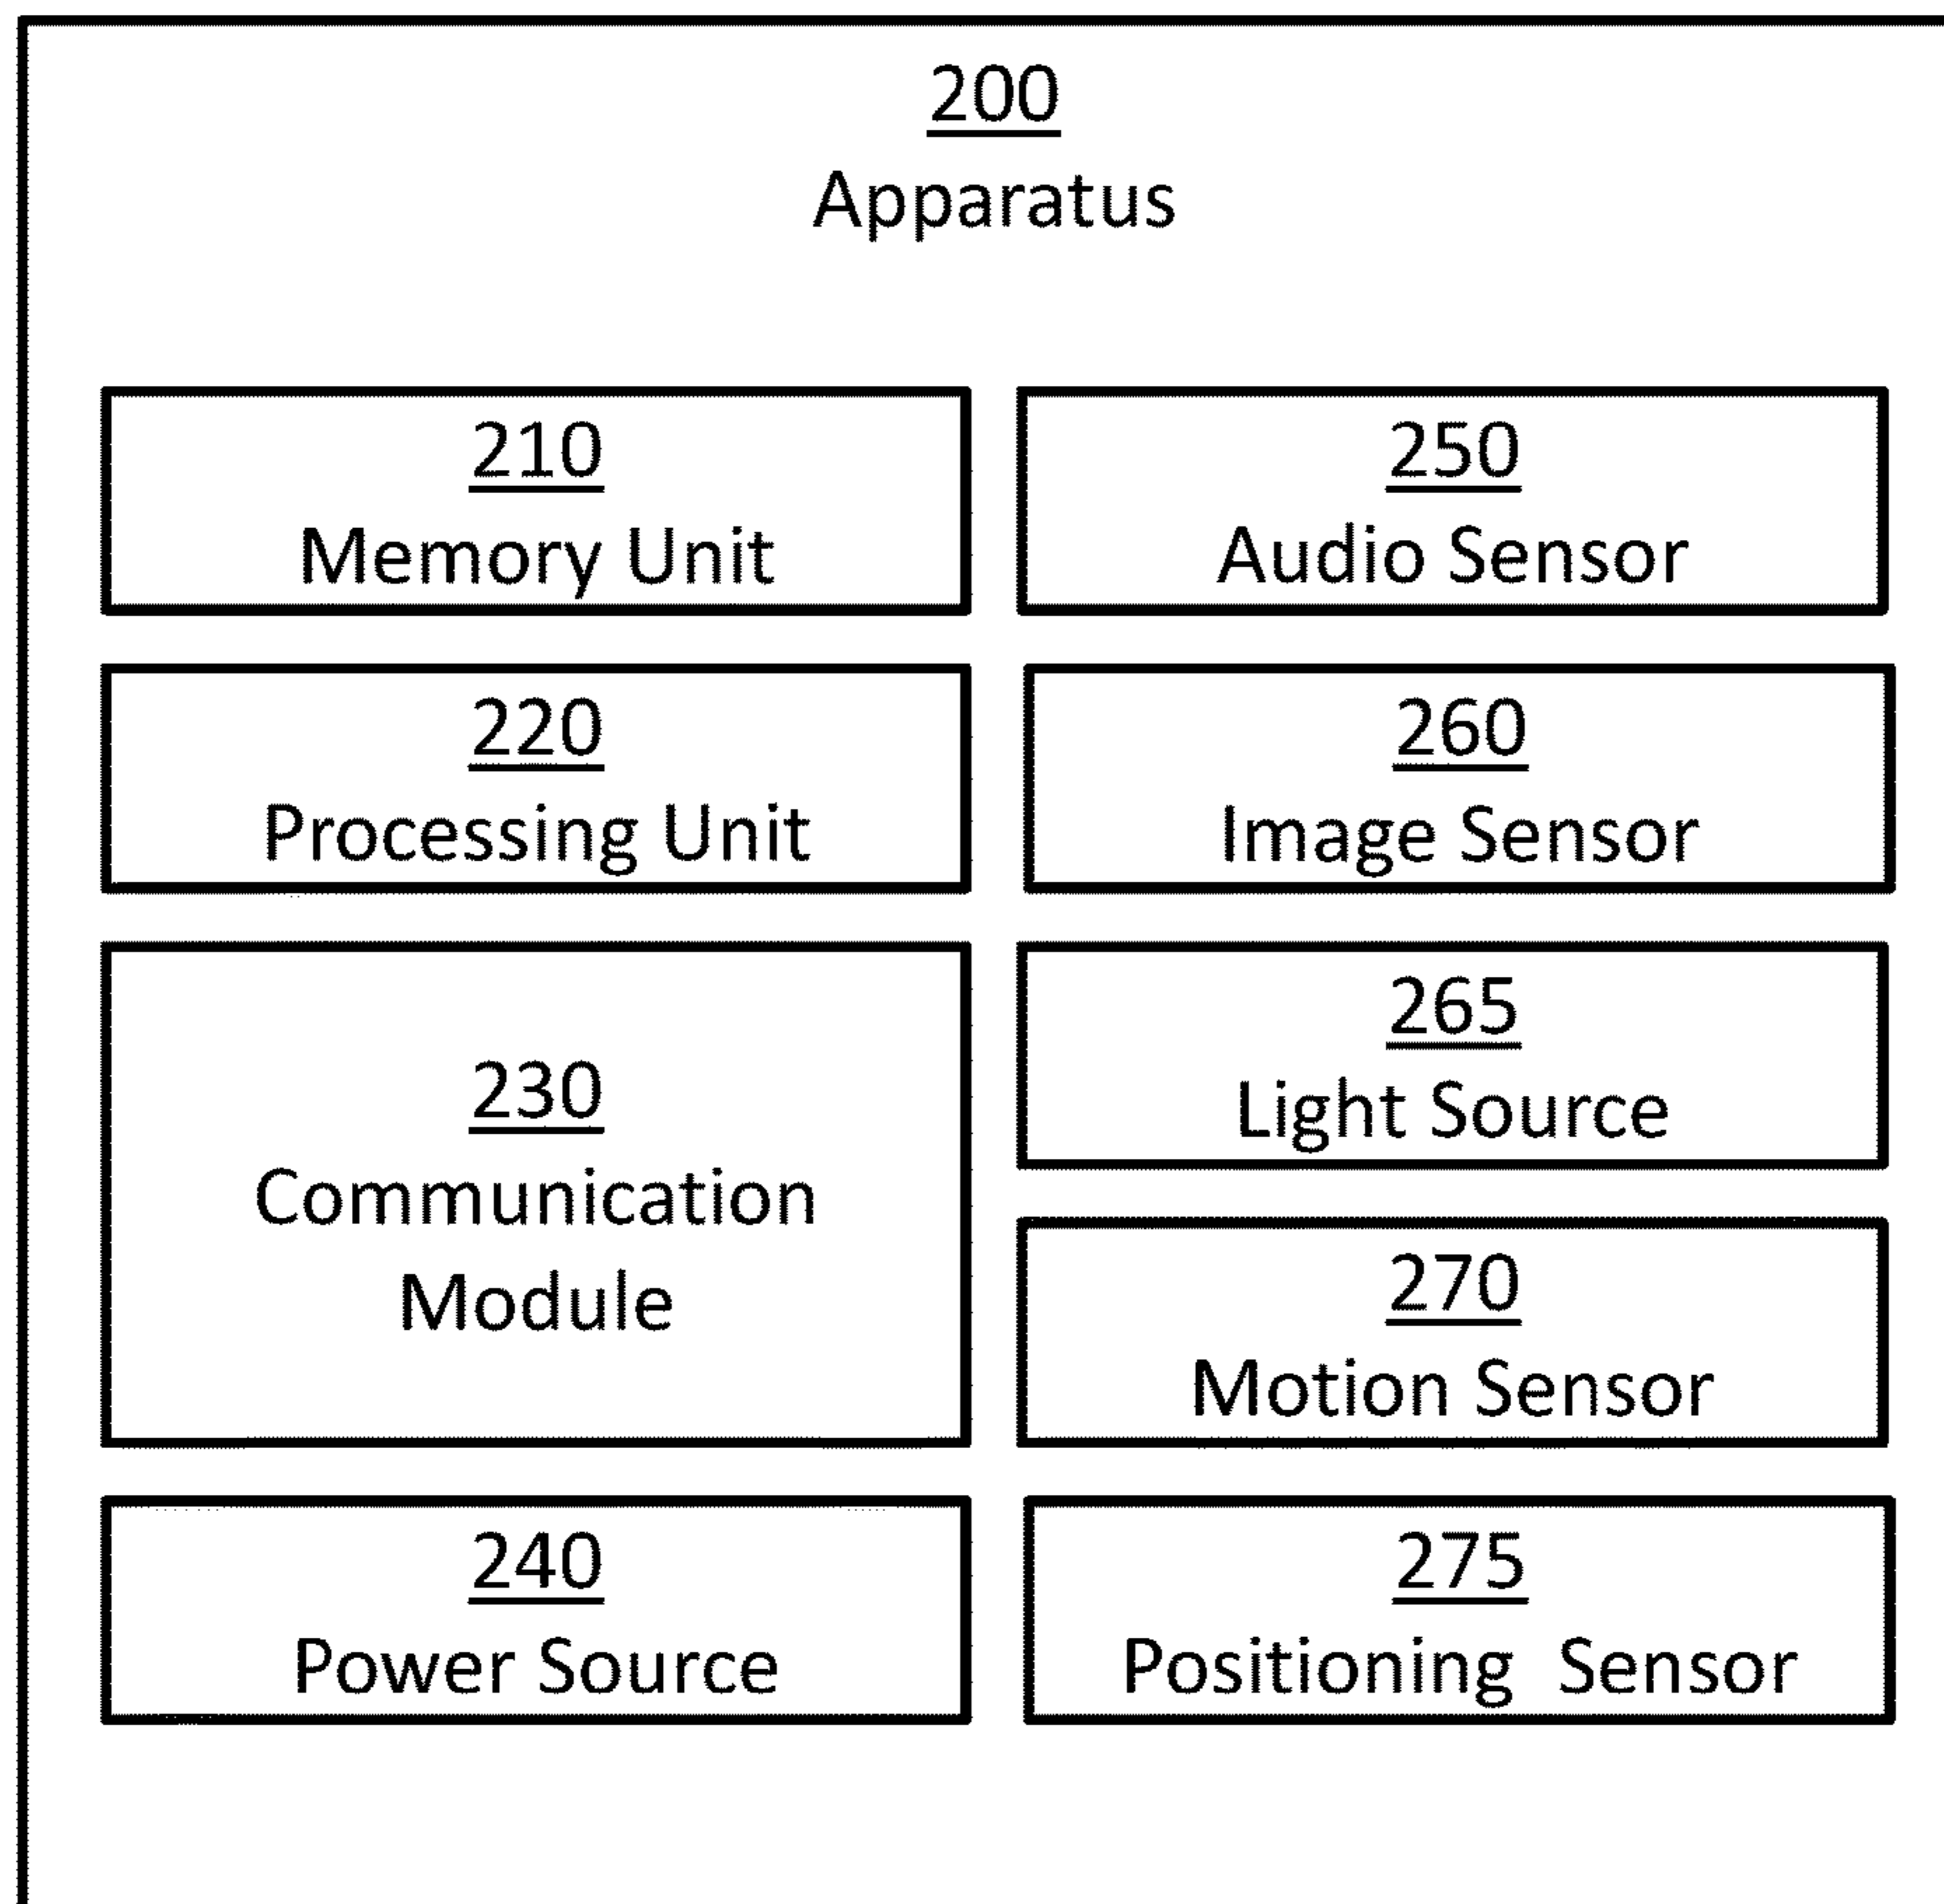 200
Apparatus
210
Memory Unit
250
Audio Sensor
220
Processing Unit
260
Image Sensor
230
Communication
Module
265
Light Source
270
Motion Sensor
240
Power Source
275
Positioning  Sensor